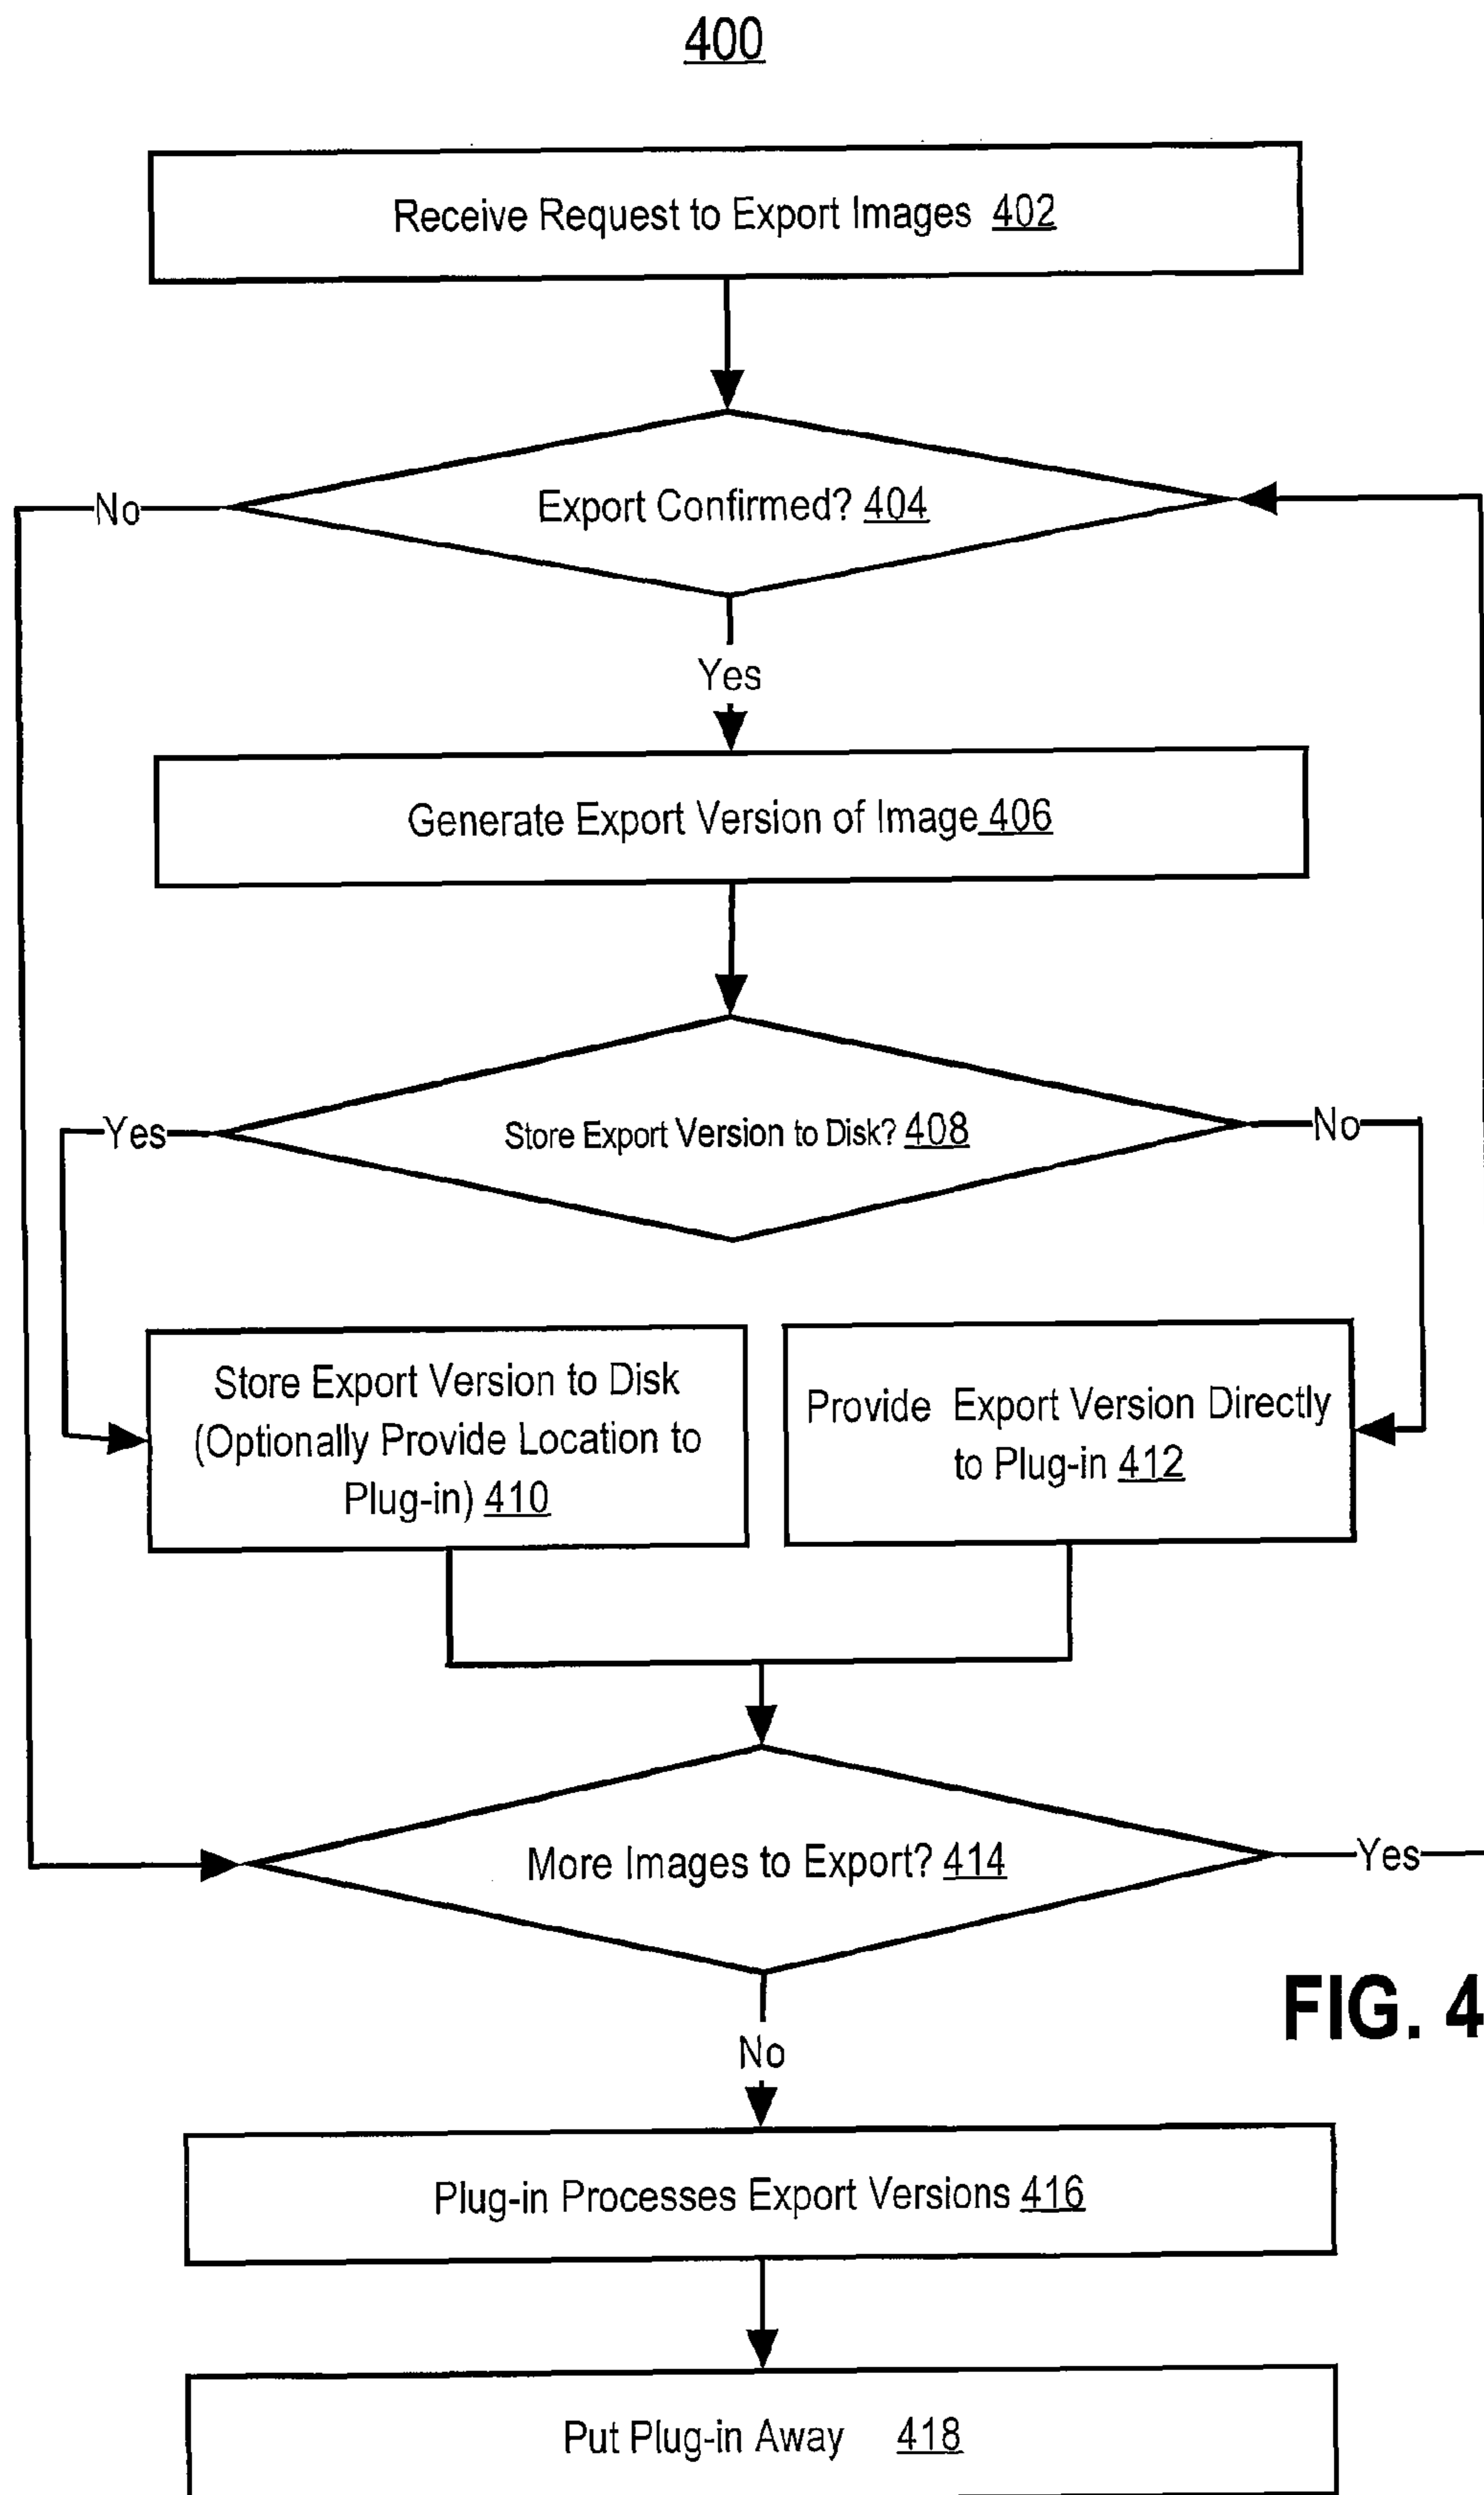 400
Receive Request to Export Images 402
No
Export Confirmed? 404
Yes
Generate Export Version of Image 406
Yes
Store Export Version to Disk? 408
No
Store Export Version to Disk
(Optionally Provide Location to
Plug-in) 410
Provide Export Version Directly
to Plug-in 412
More Images to Export? 414
Yes
FIG. 4
No
Plug-in Processes Export Versions 416
Put Plug-in Away 418